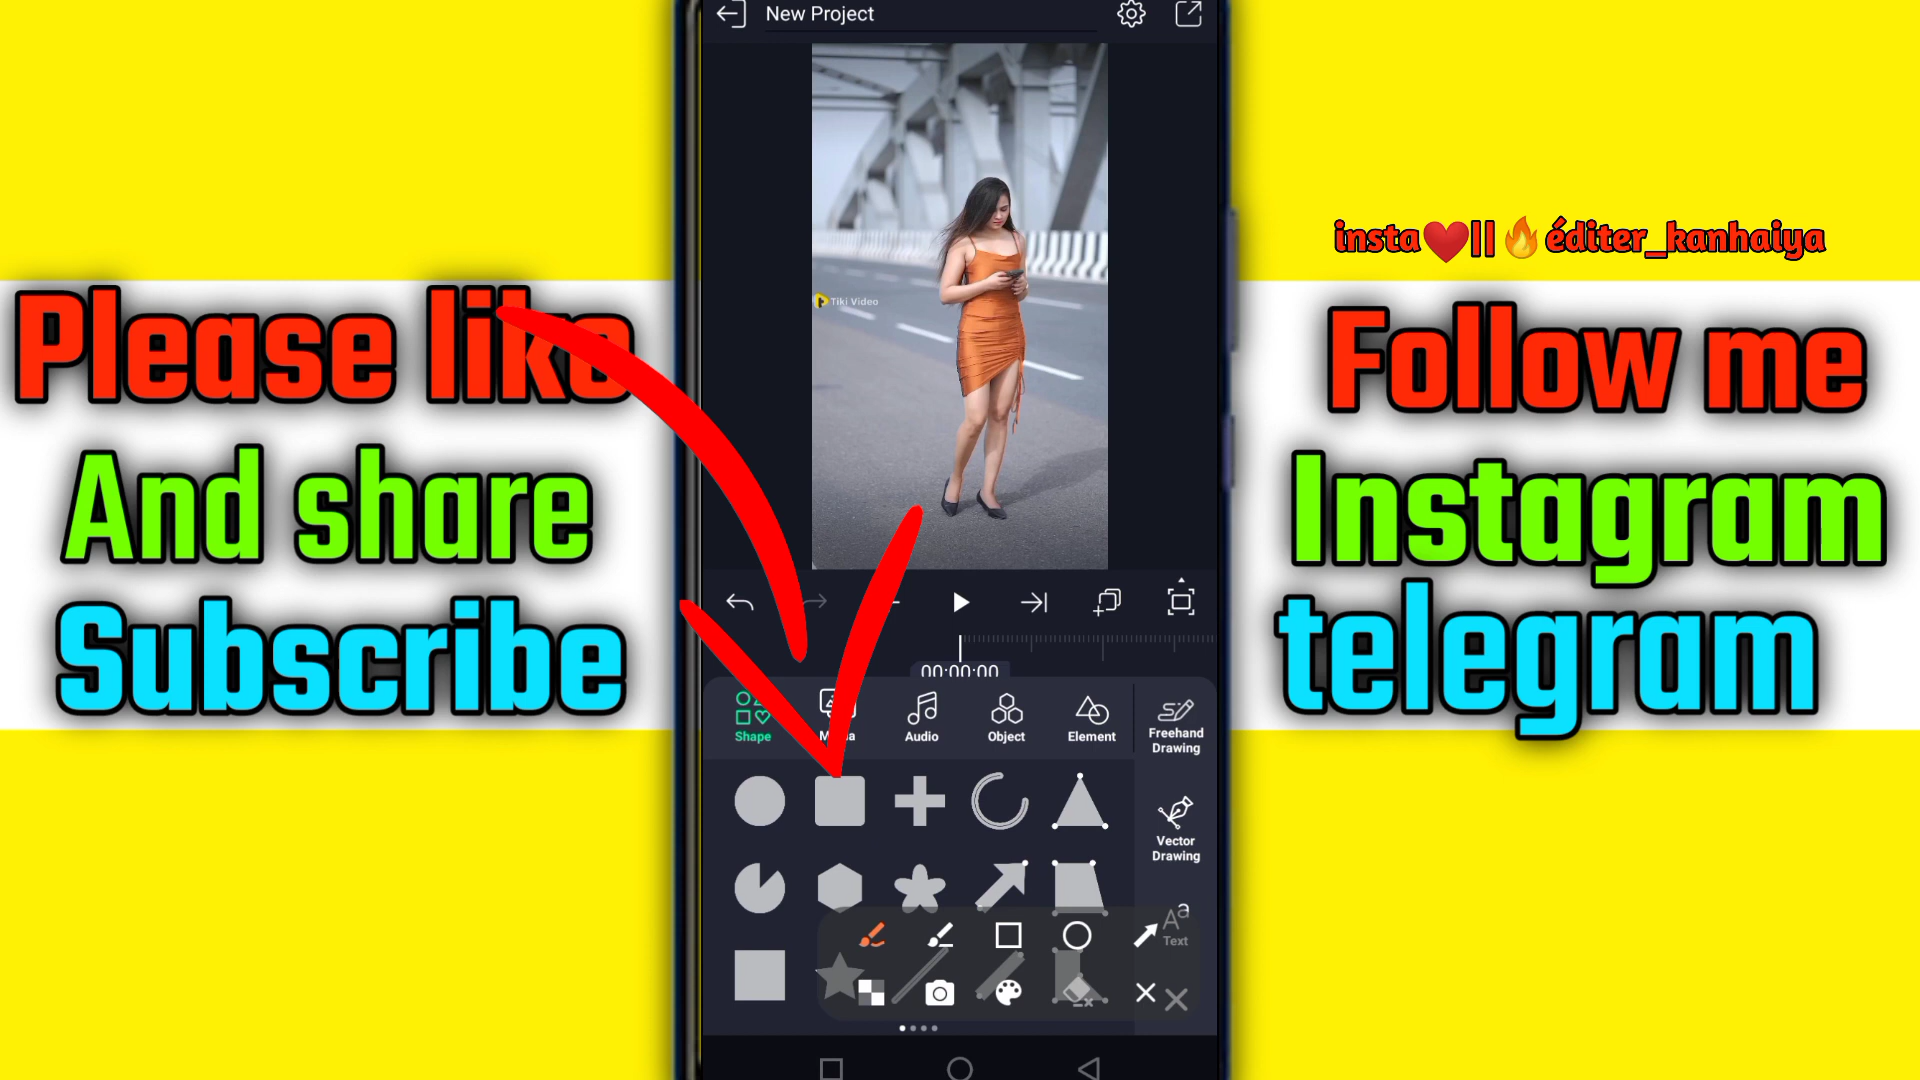 New Project
insta❤️||🔥éditer_kanhaiya
Please like
And share
Subscribe
Follow me
Instagram
telegram
Tiki Video
00:00:00
Shape
Audio
Object
Element
Freehand
Drawing
Vector
Drawing
Aa
Text